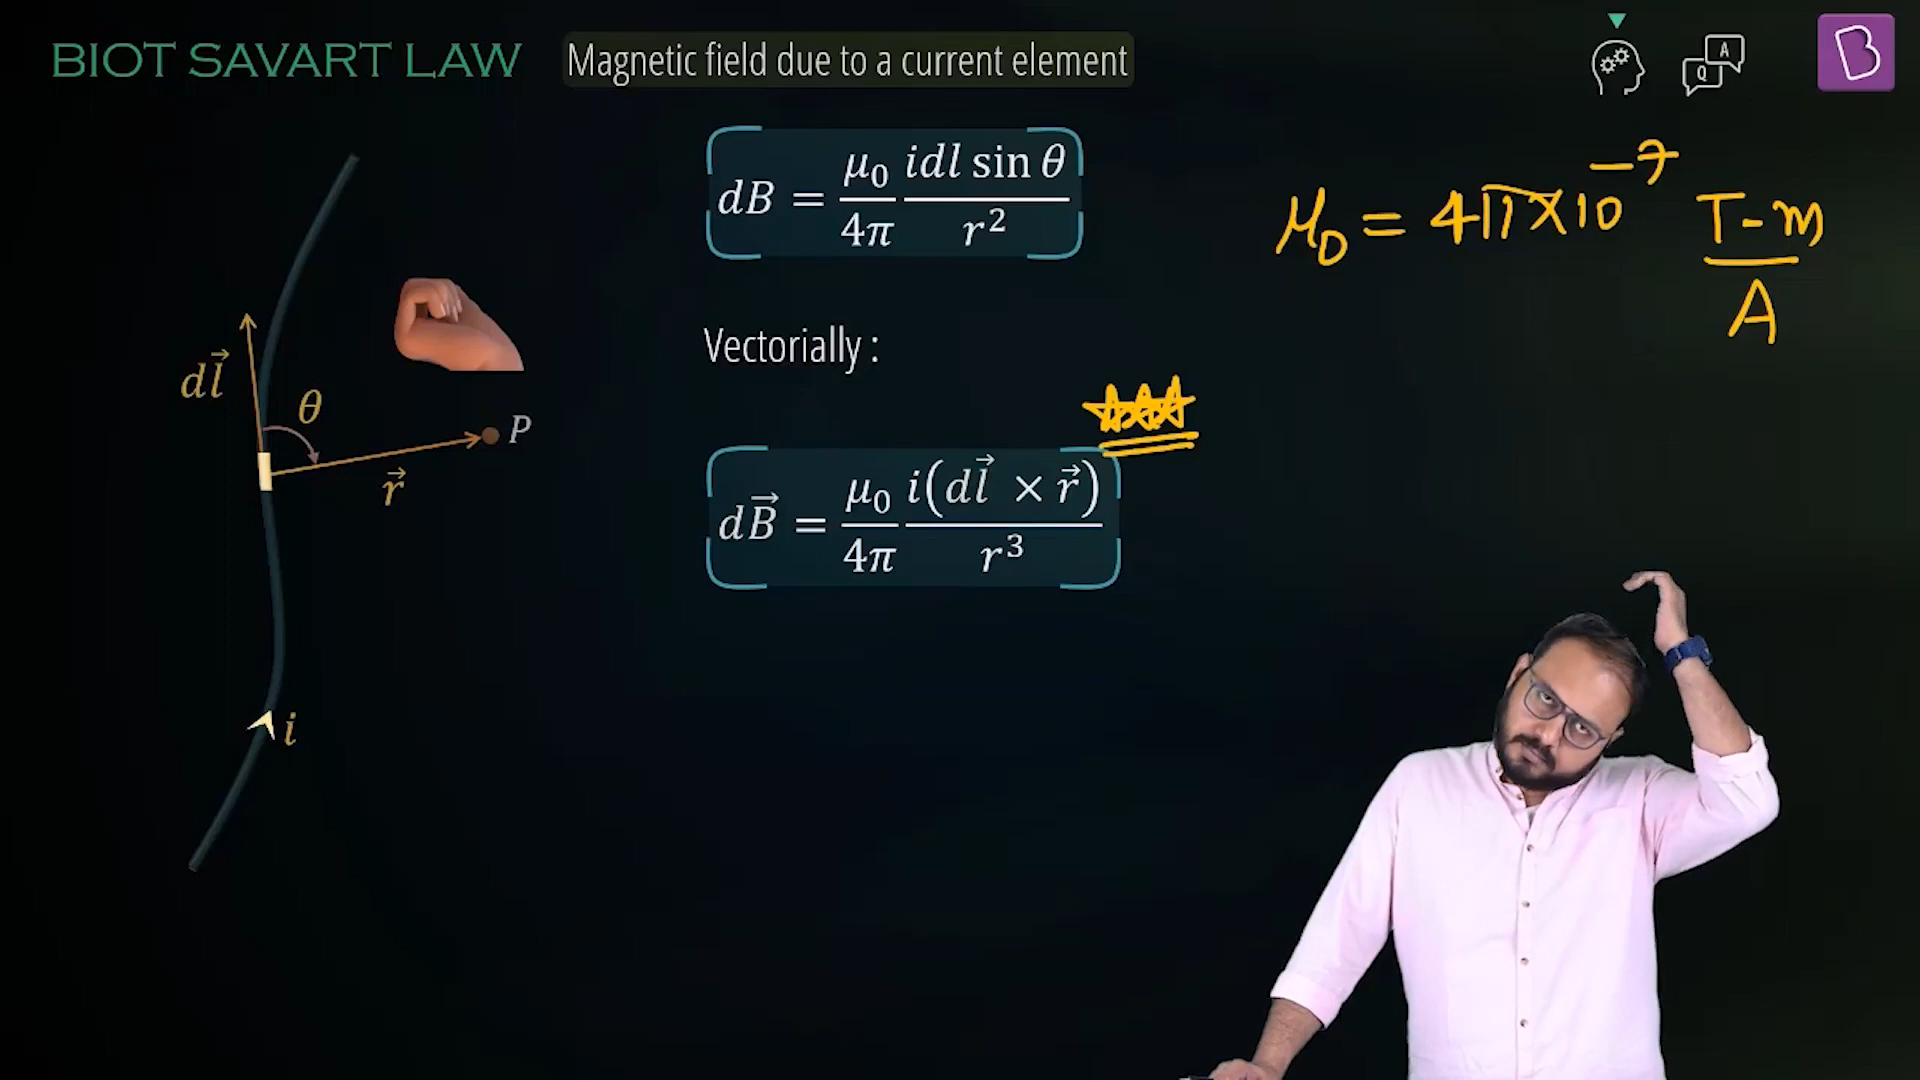 BIOT SAVART LAW
Magnetic field due to a current element
A
Q
B
dB = μ₀/4π idl sin θ/r²
μ₀ = 4π×10⁻⁷ T-m/A
Vectorially :
dB⃗ = μ₀/4π i(dl⃗ × r⃗)/r³
dl⃗
θ
P
r⃗
i